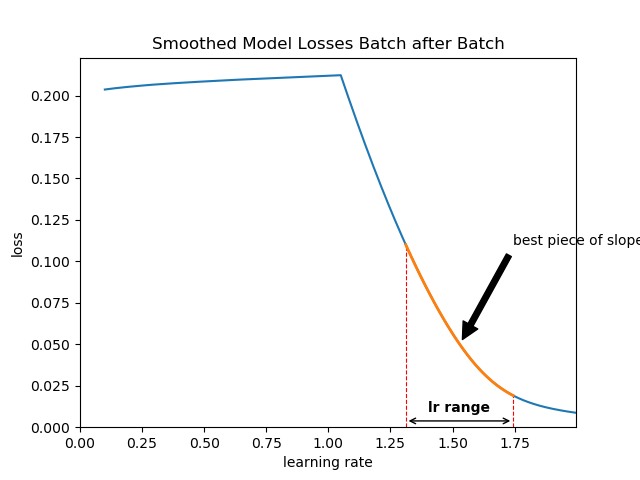 Smoothed Model Losses Batch after Batch
0.200
0.175
0.150
0.125
0.100
0.075
0.050
0.025
0.000
loss
best piece of slope
lr range
0.00 0.25 0.50 0.75 1.00 1.25 1.50 1.75
learning rate